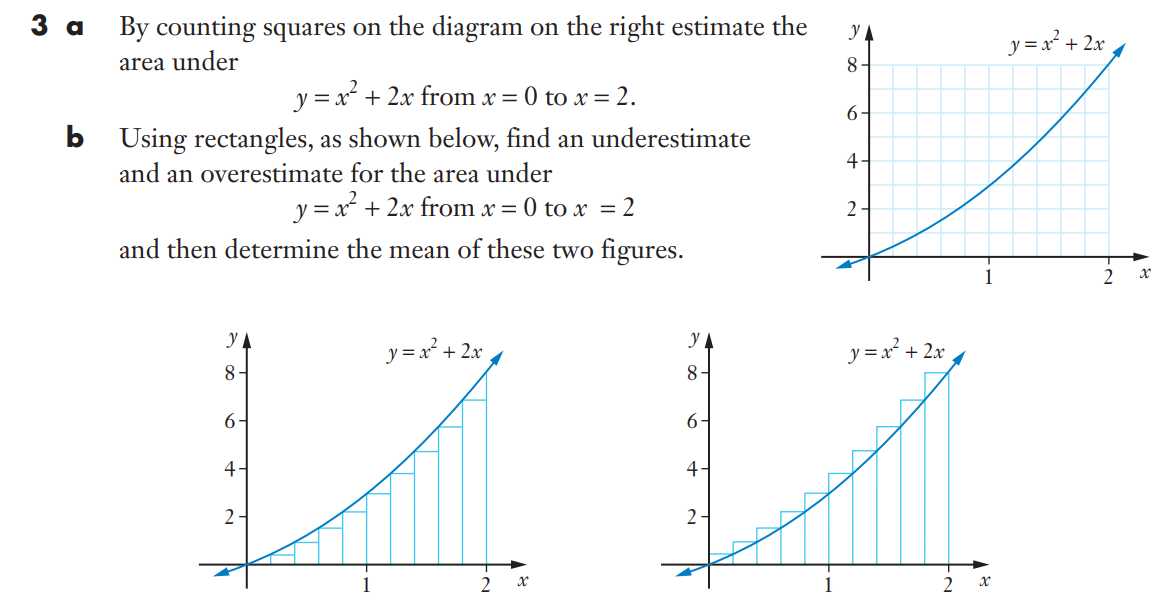 3 a By counting squares on the diagram on the right estimate the
area under
y = x² + 2x from x = 0 to x = 2.
b Using rectangles, as shown below, find an underestimate
and an overestimate for the area under
y = x² + 2x from x = 0 to x = 2
and then determine the mean of these two figures.
y
y = x² + 2x
8
6
4
2
1 2 x
y
y = x² + 2x
8
6
4
2
1 2 x
y
y = x² + 2x
8
6
4
2
1 2 x